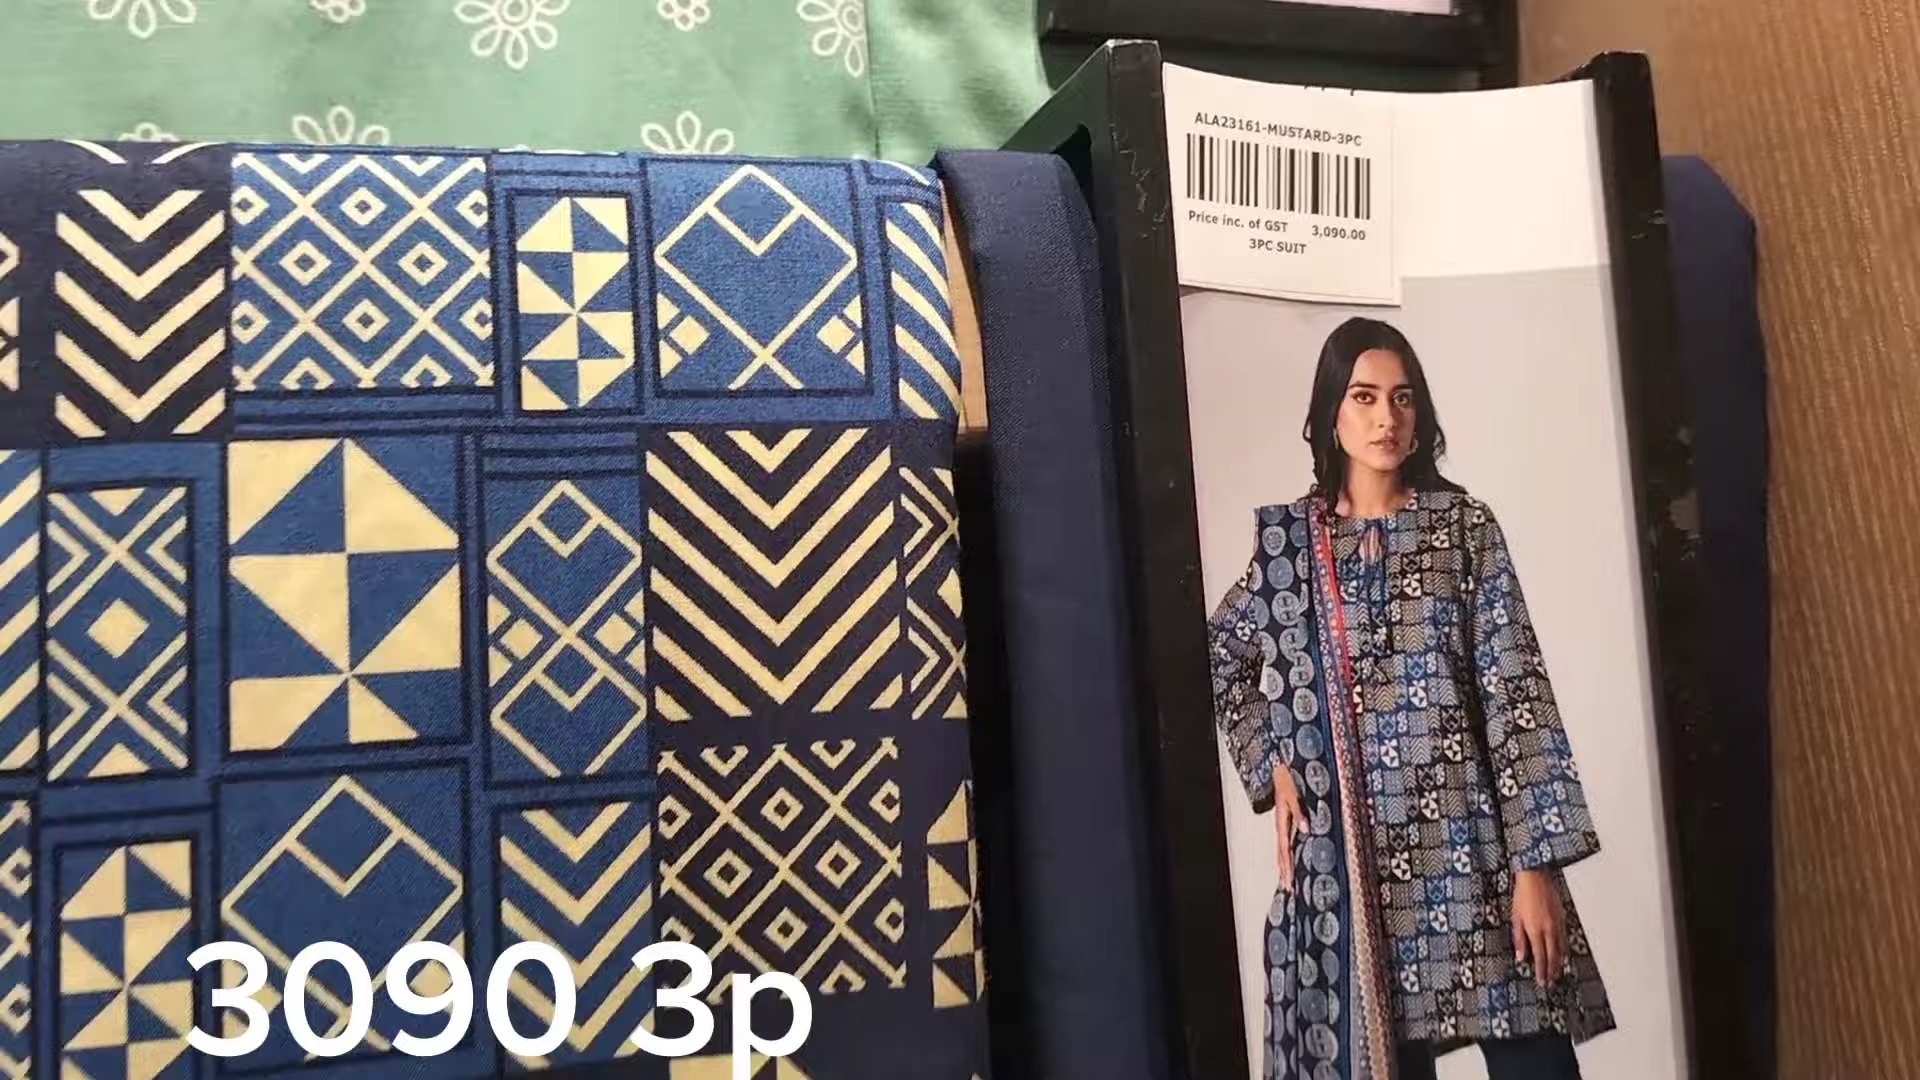 ALA23161-MUSTARD-3PC
Price inc. of GST 3,090.00
3PC SUIT
3090 3p